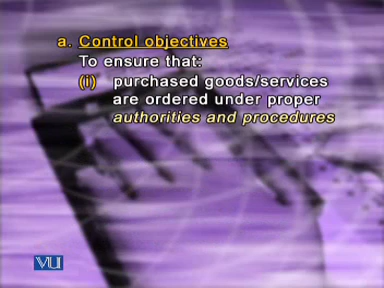 a. Control objectives
To ensure that:
(i) purchased goods/services
are ordered under proper
authorities and procedures
VU